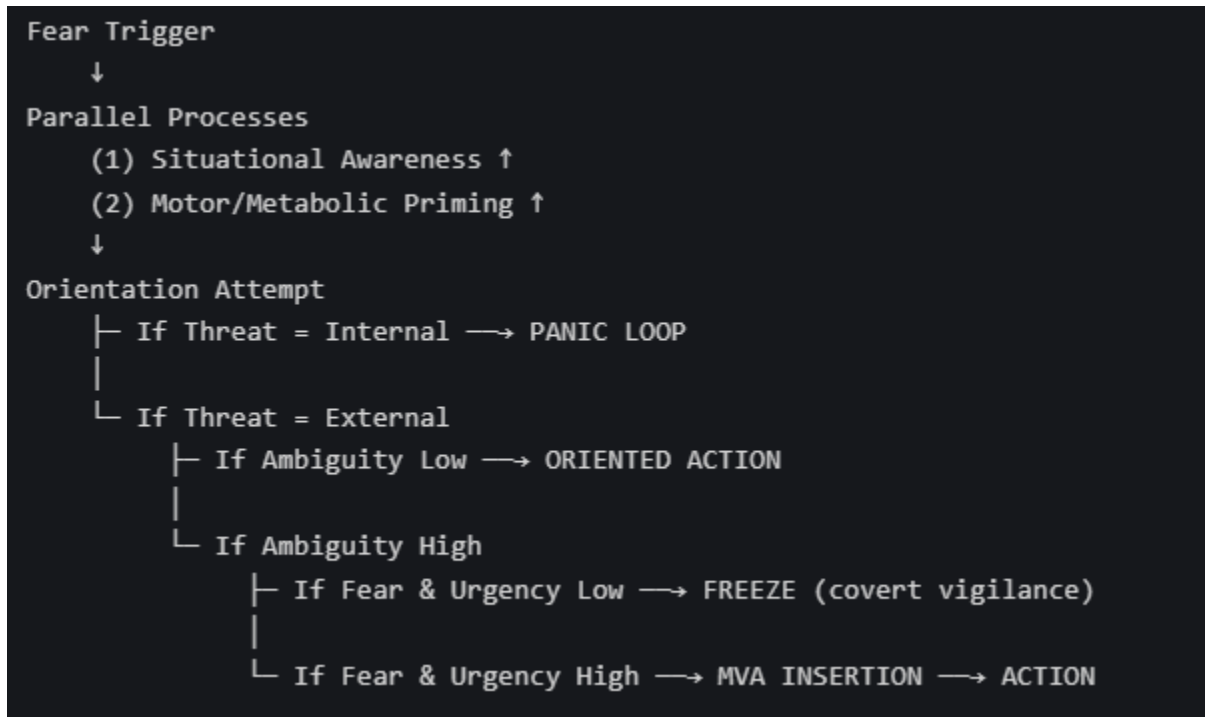 Fear Trigger
↓
Parallel Processes
(1) Situational Awareness ↑
(2) Motor/Metabolic Priming ↑
↓
Orientation Attempt
├─ If Threat = Internal ──→ PANIC LOOP
│
└─ If Threat = External
├─ If Ambiguity Low ──→ ORIENTED ACTION
│
└─ If Ambiguity High
├─ If Fear & Urgency Low ──→ FREEZE (covert vigilance)
│
└─ If Fear & Urgency High ──→ MVA INSERTION ──→ ACTION